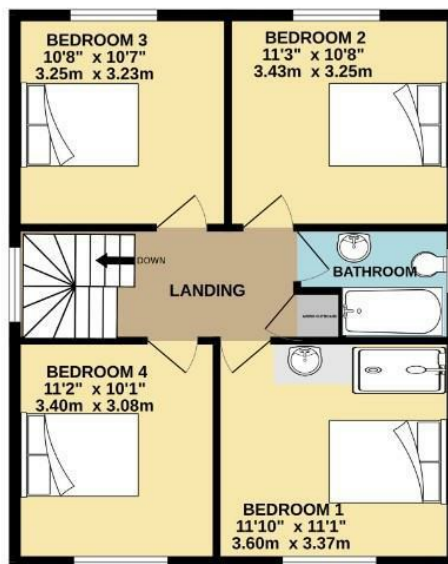 BEDROOM 3
10'8" x 10'7"
3.25m x 3.23m
BEDROOM 2
11'3" x 10'8"
3.43m x 3.25m
DOWN
LANDING
BATHROOM
BEDROOM 4
11'2" x 10'1"
3.40m x 3.08m
BEDROOM 1
11'10" x 11'1"
3.60m x 3.37m